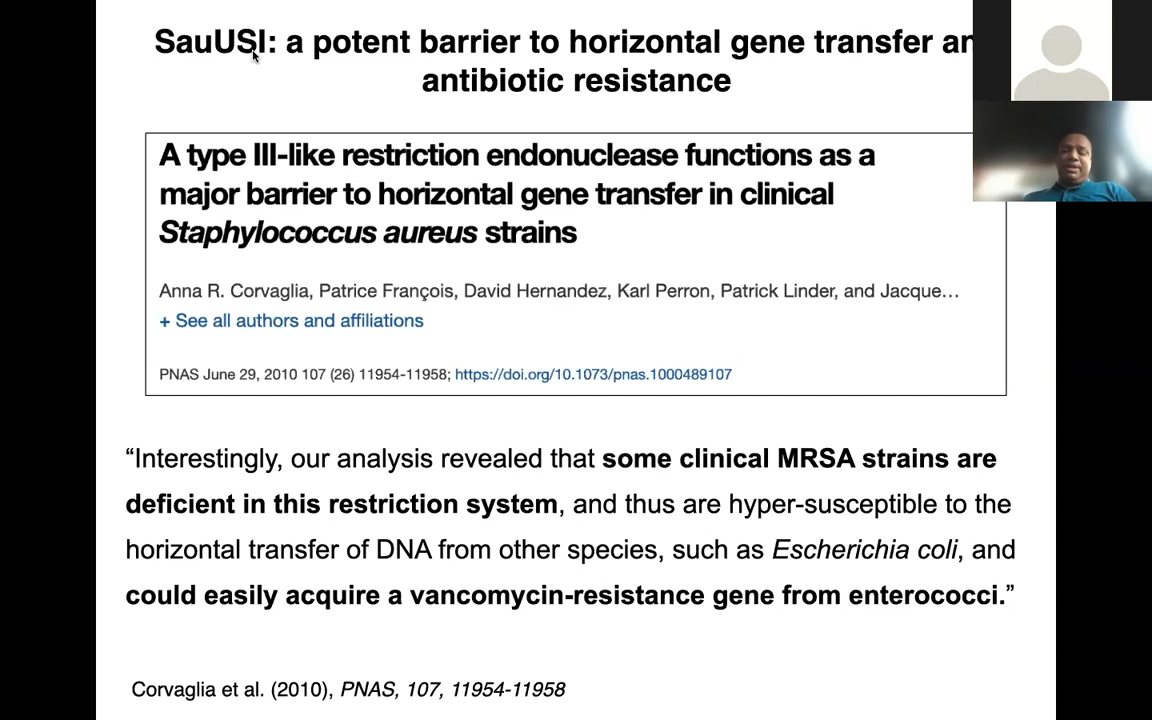 SauUSI: a potent barrier to horizontal gene transfer an
antibiotic resistance
A type III-like restriction endonuclease functions as a
major barrier to horizontal gene transfer in clinical
Staphylococcus aureus strains
Anna R. Corvaglia, Patrice François, David Hernandez, Karl Perron, Patrick Linder, and Jacque…
+ See all authors and affiliations
PNAS June 29, 2010 107 (26) 11954-11958; https://doi.org/10.1073/pnas.1000489107
“Interestingly, our analysis revealed that some clinical MRSA strains are
deficient in this restriction system, and thus are hyper-susceptible to the
horizontal transfer of DNA from other species, such as Escherichia coli, and
could easily acquire a vancomycin-resistance gene from enterococci.”
Corvaglia et al. (2010), PNAS, 107, 11954-11958